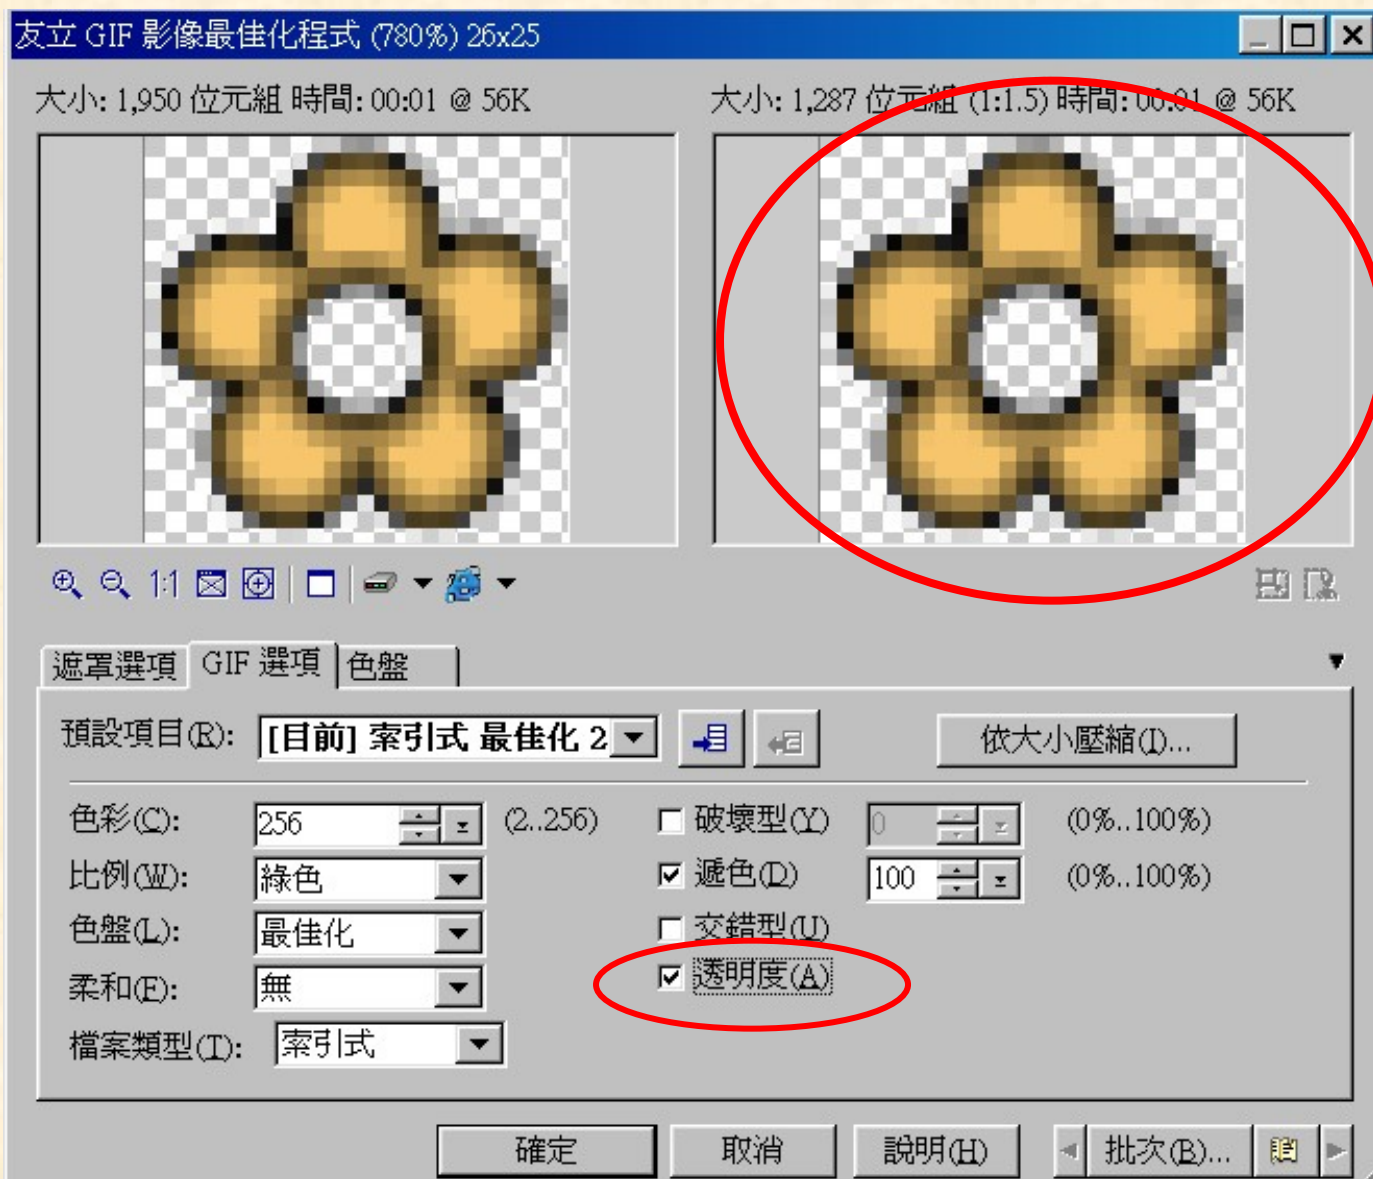 友立 GIF 影像最佳化程式 (780%) 26x25
大小: 1,950 位元組 時間: 00:01 @ 56K
大小: 1,287 位元組 (1:1.5) 時間: 00:01 @ 56K
1:1
遮罩選項 GIF 選項 色盤
預設項目(R): [目前] 索引式 最佳化 2 依大小壓縮(I)...
色彩(C): 256 (2..256) 破壞型(Y) 0 (0%..100%)
比例(W): 綠色 遞色(D) 100 (0%..100%)
色盤(L): 最佳化 交錯型(U)
柔和(F): 無 透明度(A)
檔案類型(T): 索引式
確定 取消 說明(H) 批次(B)...